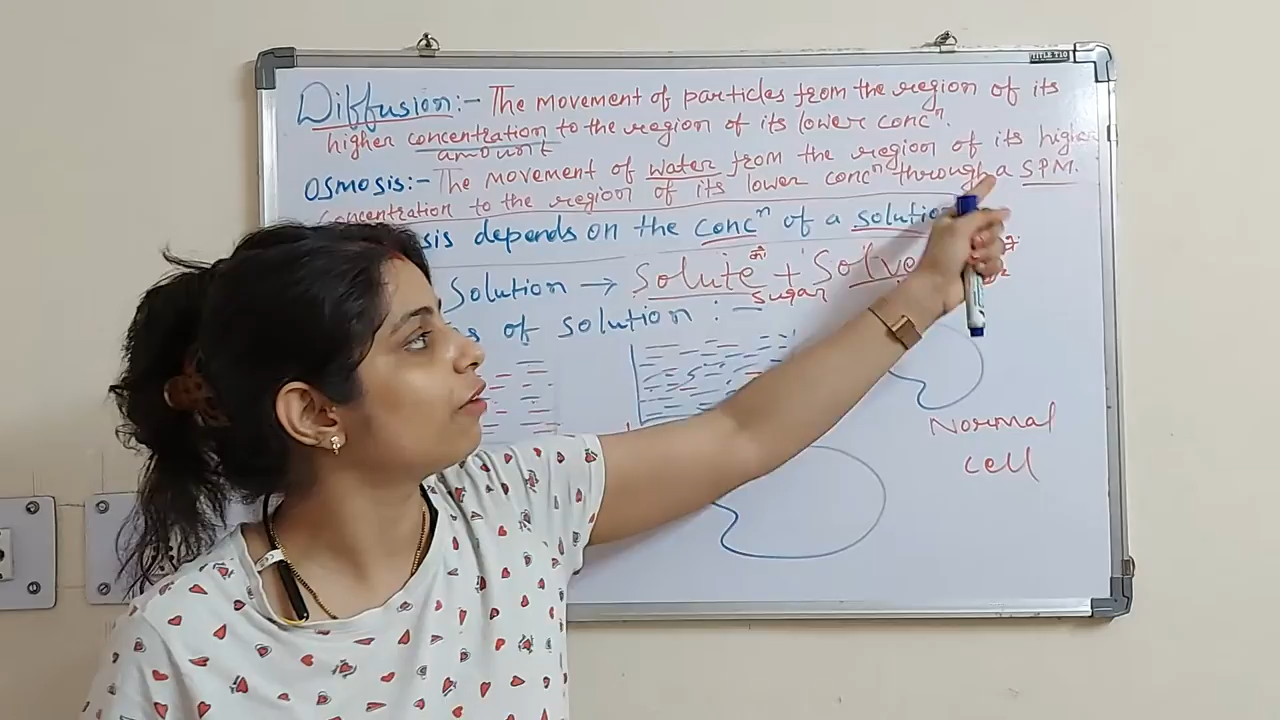 Diffusion:- The movement of particles from the region of its
higher concentration to the region of its lower concⁿ.
amount
Osmosis:- The movement of water from the region of its higher
concentration to the region of its lower concⁿ through a SPM.
sis depends on the concⁿ of a solutio
Solution → Solute + Solve
Sugar
s of solution : -
Normal
cell